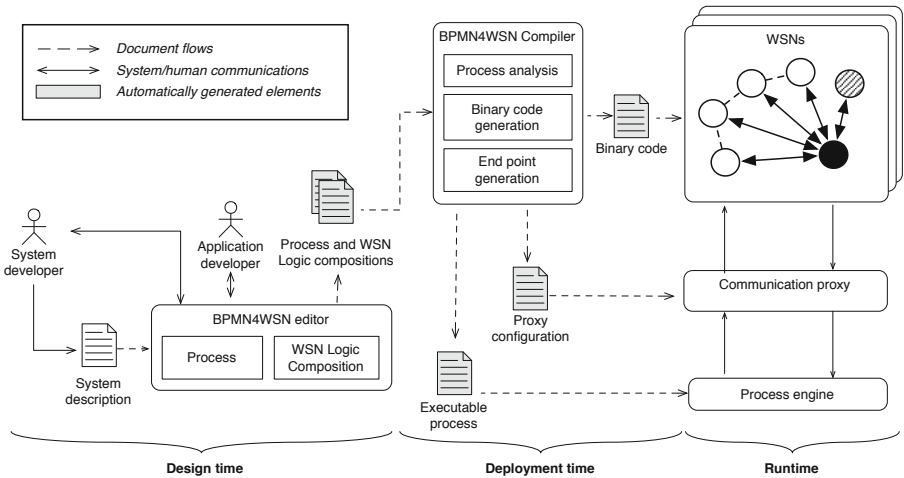 Document flows
System/human communications
Automatically generated elements
BPMN4WSN Compiler
Process analysis
Binary code
generation
End point
generation
Binary code
WSNs
System
developer
Application
developer
Process and WSN
Logic compositions
BPMN4WSN editor
Process
WSN Logic
Composition
System
description
Proxy
configuration
Executable
process
Communication proxy
Process engine
Design time
Deployment time
Runtime